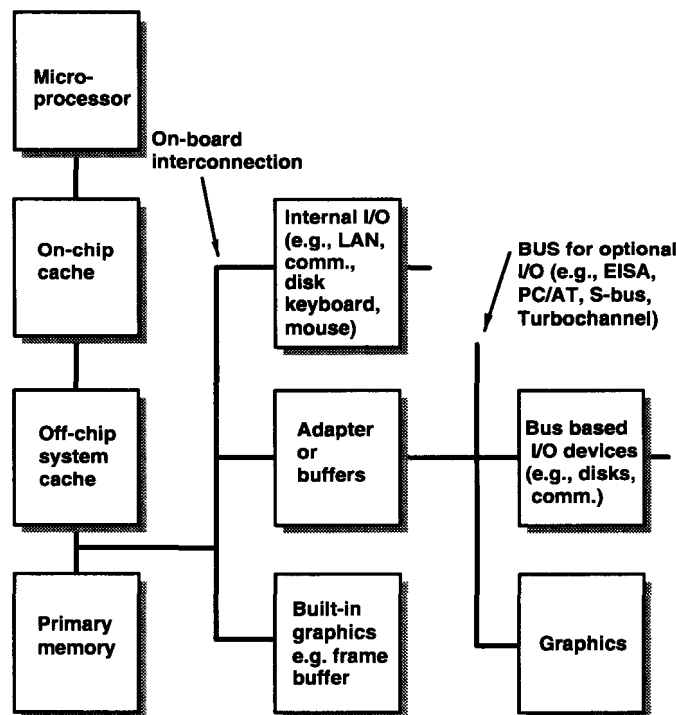 Micro-
processor
On-board
interconnection
On-chip
cache
Internal I/O
(e.g., LAN,
comm.,
disk
keyboard,
mouse)
BUS for optional
I/O (e.g., EISA,
PC/AT, S-bus,
Turbochannel)
Off-chip
system
cache
Adapter
or
buffers
Bus based
I/O devices
(e.g., disks,
comm.)
Primary
memory
Built-in
graphics
e.g. frame
buffer
Graphics